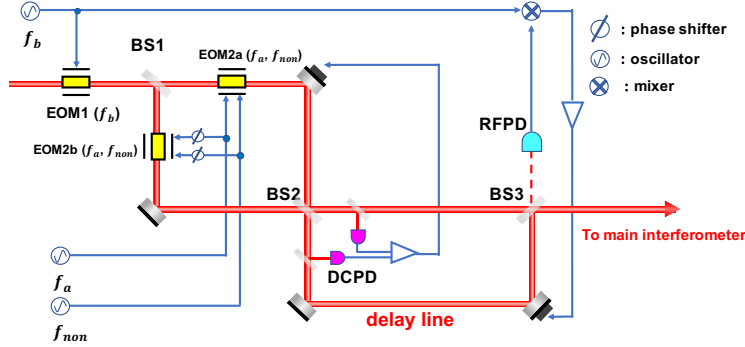 f_b
BS1
EOM2a (f_a, f_non)
: phase shifter
: oscillator
: mixer
EOM1 (f_b)
RFPD
EOM2b (f_a, f_non)
BS2
BS3
To main interferometer
DCPD
f_a
delay line
f_non